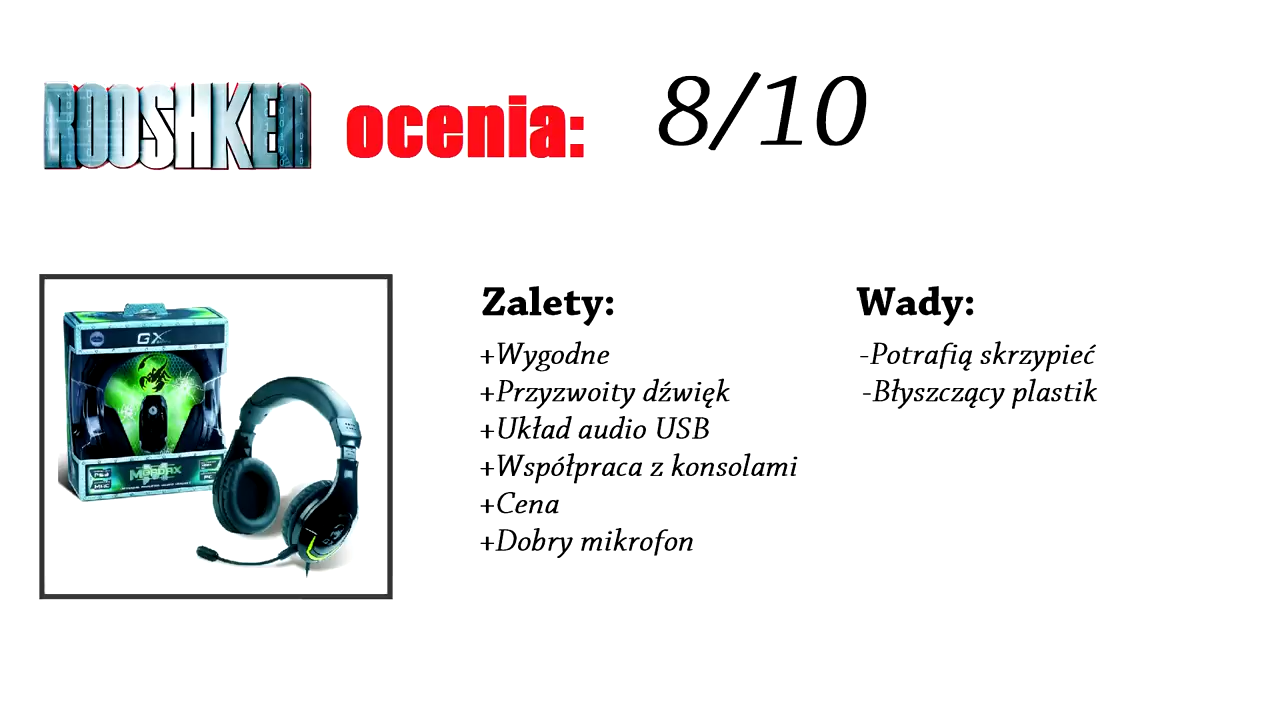 ROOSHKEN ocenia: 8/10
GX
MORDAX
Zalety:
+Wygodne
+Przyzwoity dźwięk
+Układ audio USB
+Współpraca z konsolami
+Cena
+Dobry mikrofon
Wady:
-Potrafią skrzypieć
-Błyszczący plastik